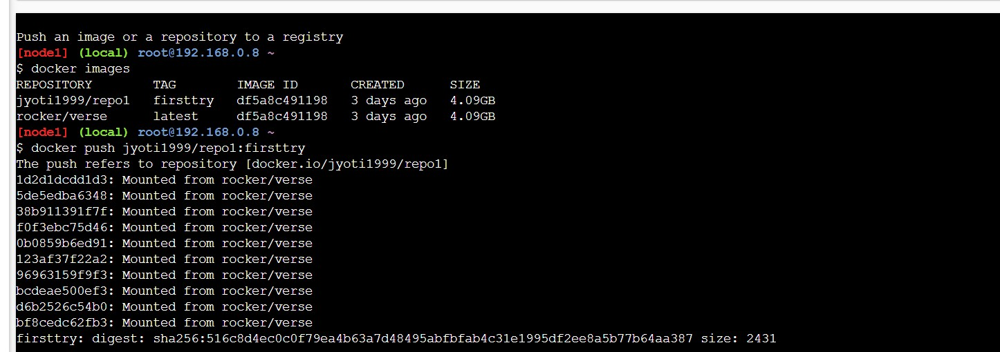 Push an image or a repository to a registry
[node1] (local) root@192.168.0.8 ~
$ docker images
REPOSITORY TAG IMAGE ID CREATED SIZE
jyoti1999/repo1 firsttry df5a8c491198 3 days ago 4.09GB
rocker/verse latest df5a8c491198 3 days ago 4.09GB
[node1] (local) root@192.168.0.8 ~
$ docker push jyoti1999/repo1:firsttry
The push refers to repository [docker.io/jyoti1999/repo1]
1d2d1dcdd1d3: Mounted from rocker/verse
5de5edba6348: Mounted from rocker/verse
38b911391f7f: Mounted from rocker/verse
f0f3ebc75d46: Mounted from rocker/verse
0b0859b6ed91: Mounted from rocker/verse
123af37f22a2: Mounted from rocker/verse
96963159f9f3: Mounted from rocker/verse
bcdeae500ef3: Mounted from rocker/verse
d6b2526c54b0: Mounted from rocker/verse
bf8cedc62fb3: Mounted from rocker/verse
firsttry: digest: sha256:516c8d4ec0c0f79ea4b63a7d48495abfbfab4c31e1995df2ee8a5b77b64aa387 size: 2431